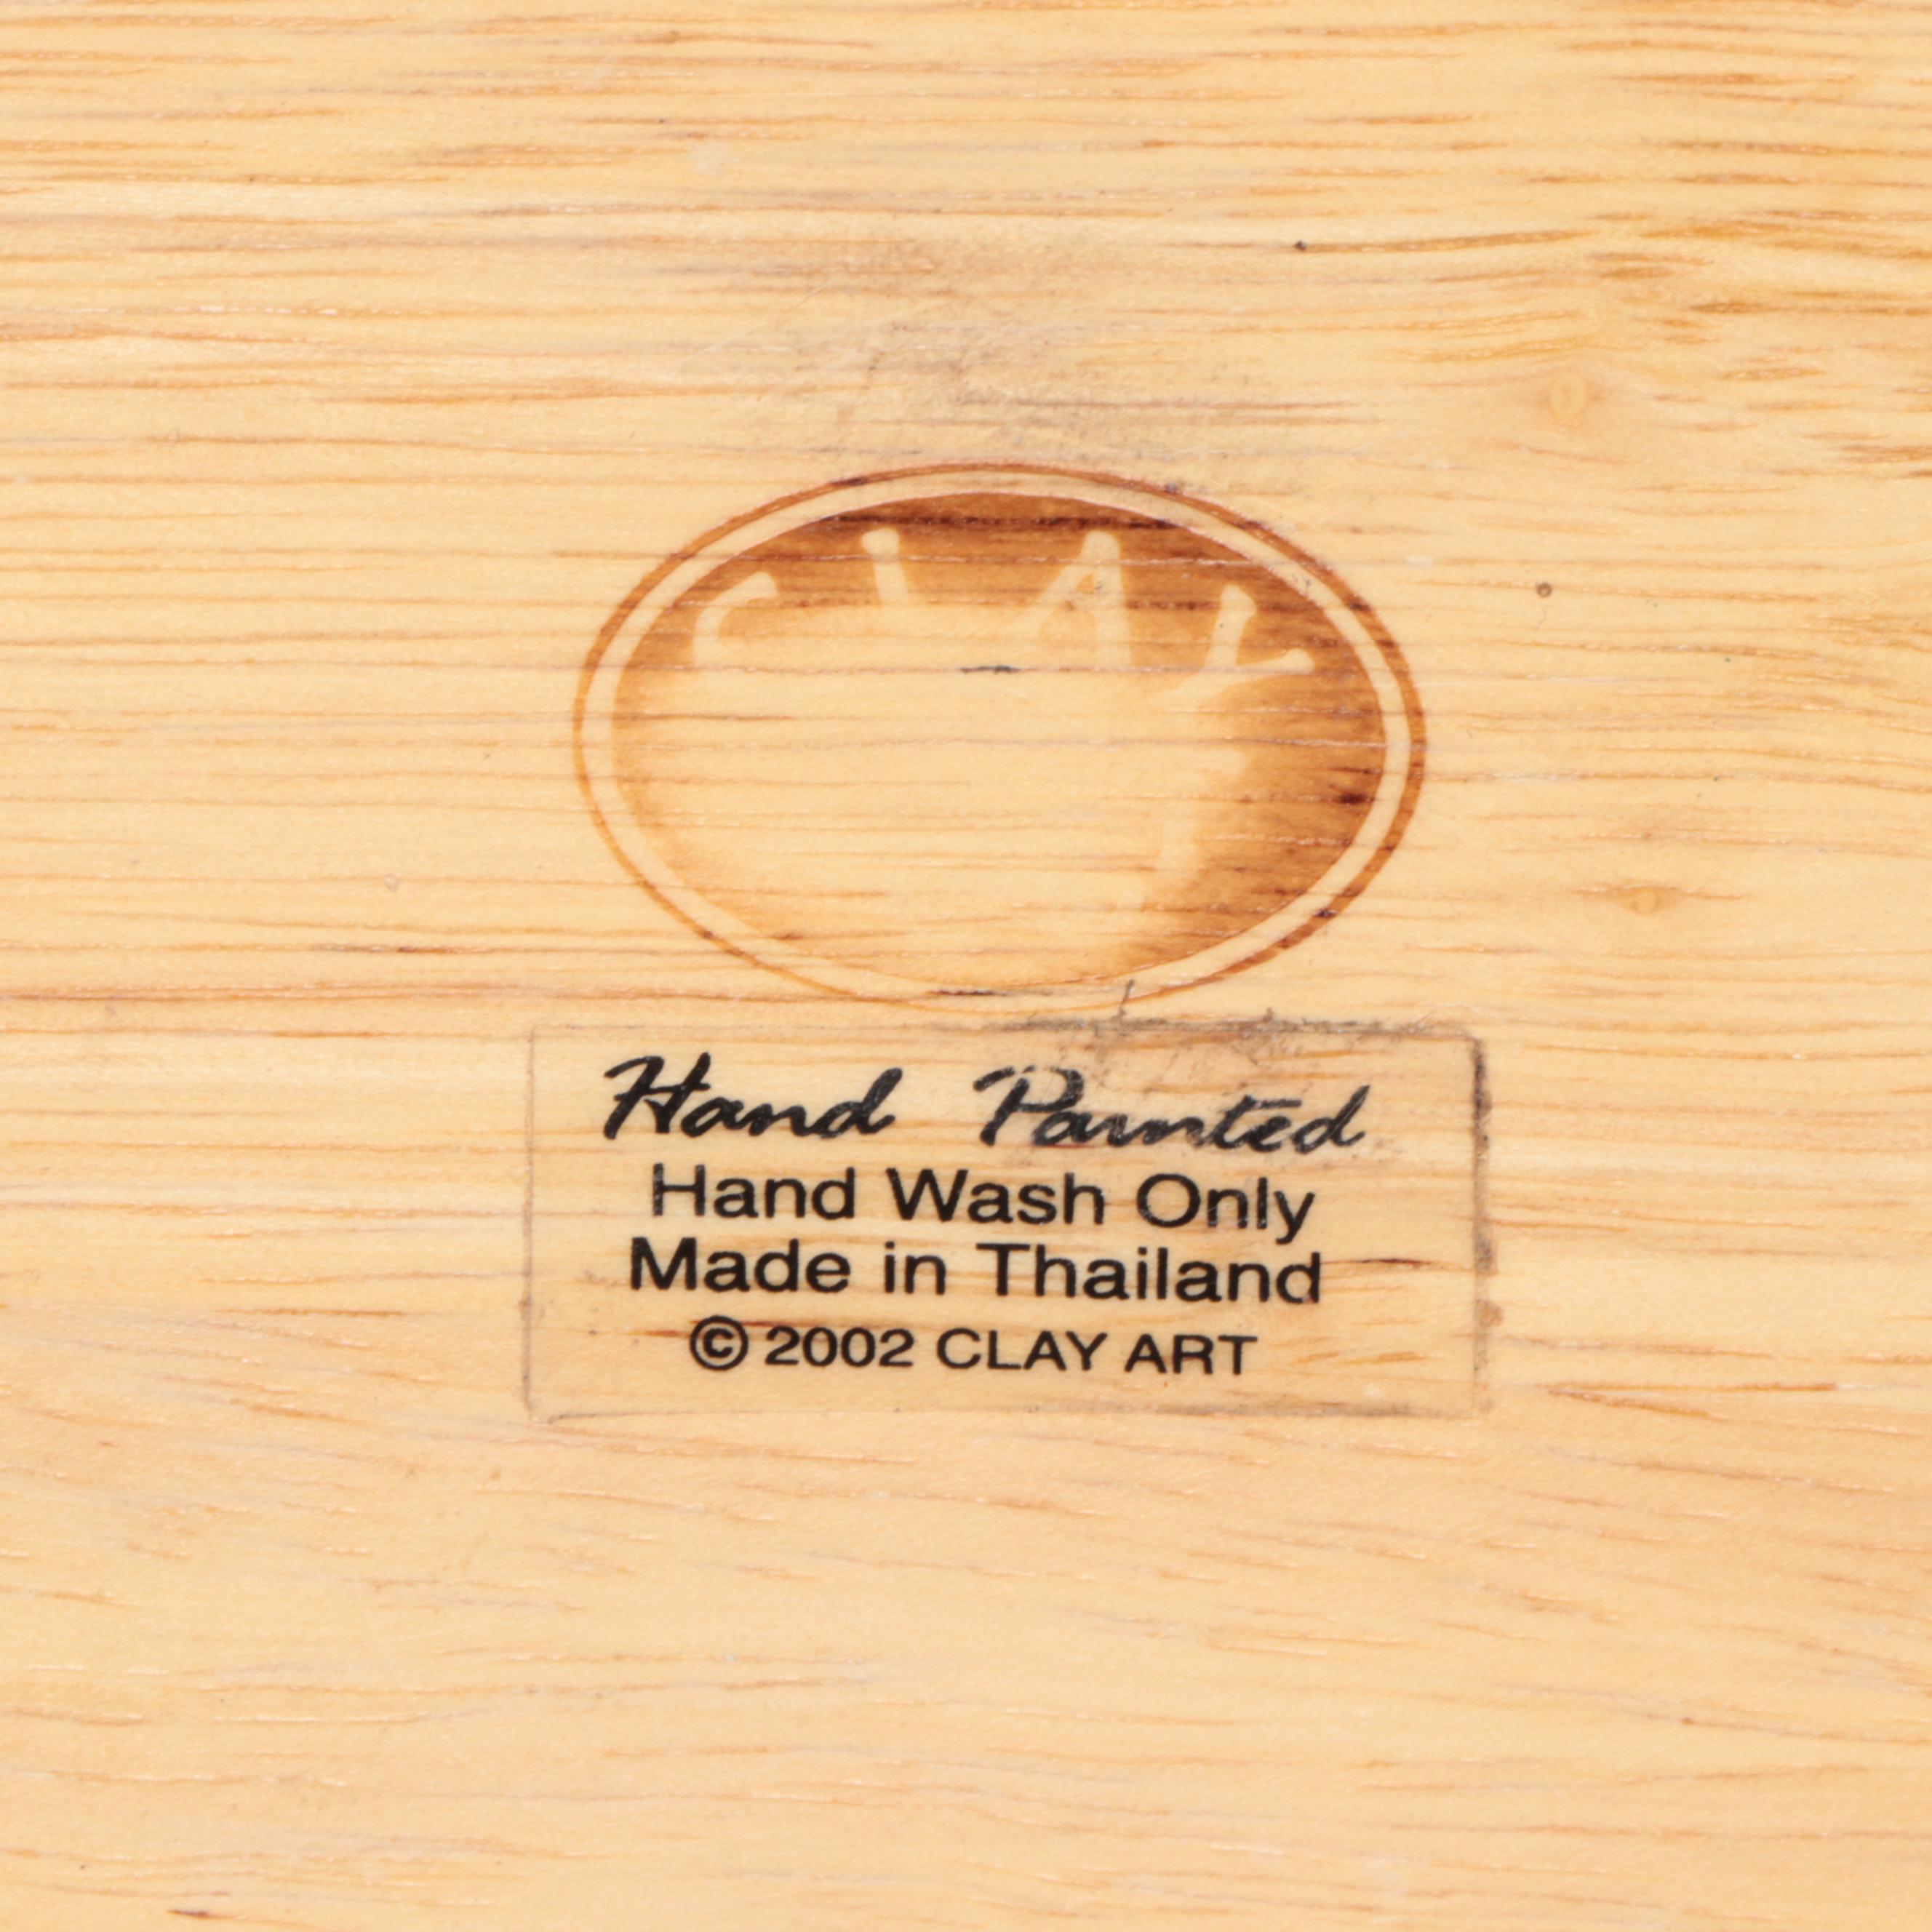 CLAY
Hand Painted
Hand Wash Only
Made in Thailand
© 2002 CLAY ART